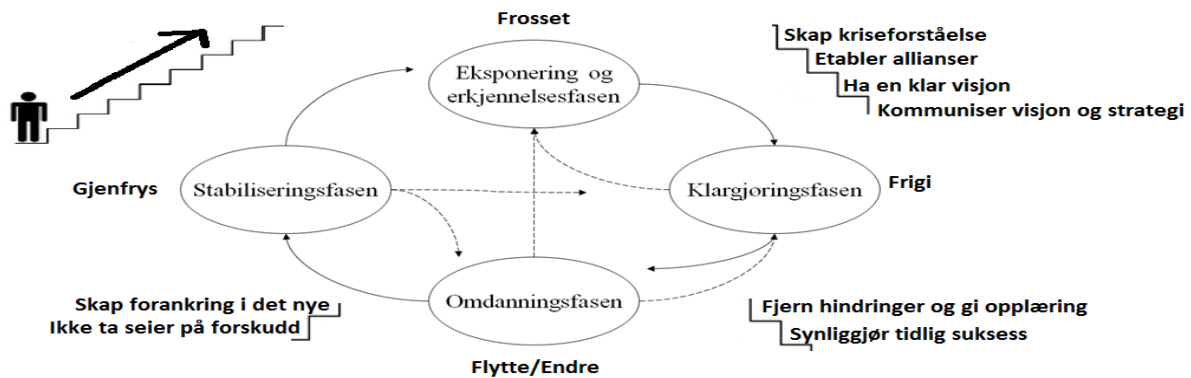 Frosset
Skap kriseforståelse
Etabler allianser
Ha en klar visjon
Kommuniser visjon og strategi
Eksponering og
erkjennelsesfasen
Gjenfrys
Stabiliseringsfasen
Klargjøringsfasen
Frigi
Skap forankring i det nye
Ikke ta seier på forskudd
Omdanningsfasen
Fjern hindringer og gi opplæring
Synliggjør tidlig suksess
Flytte/Endre